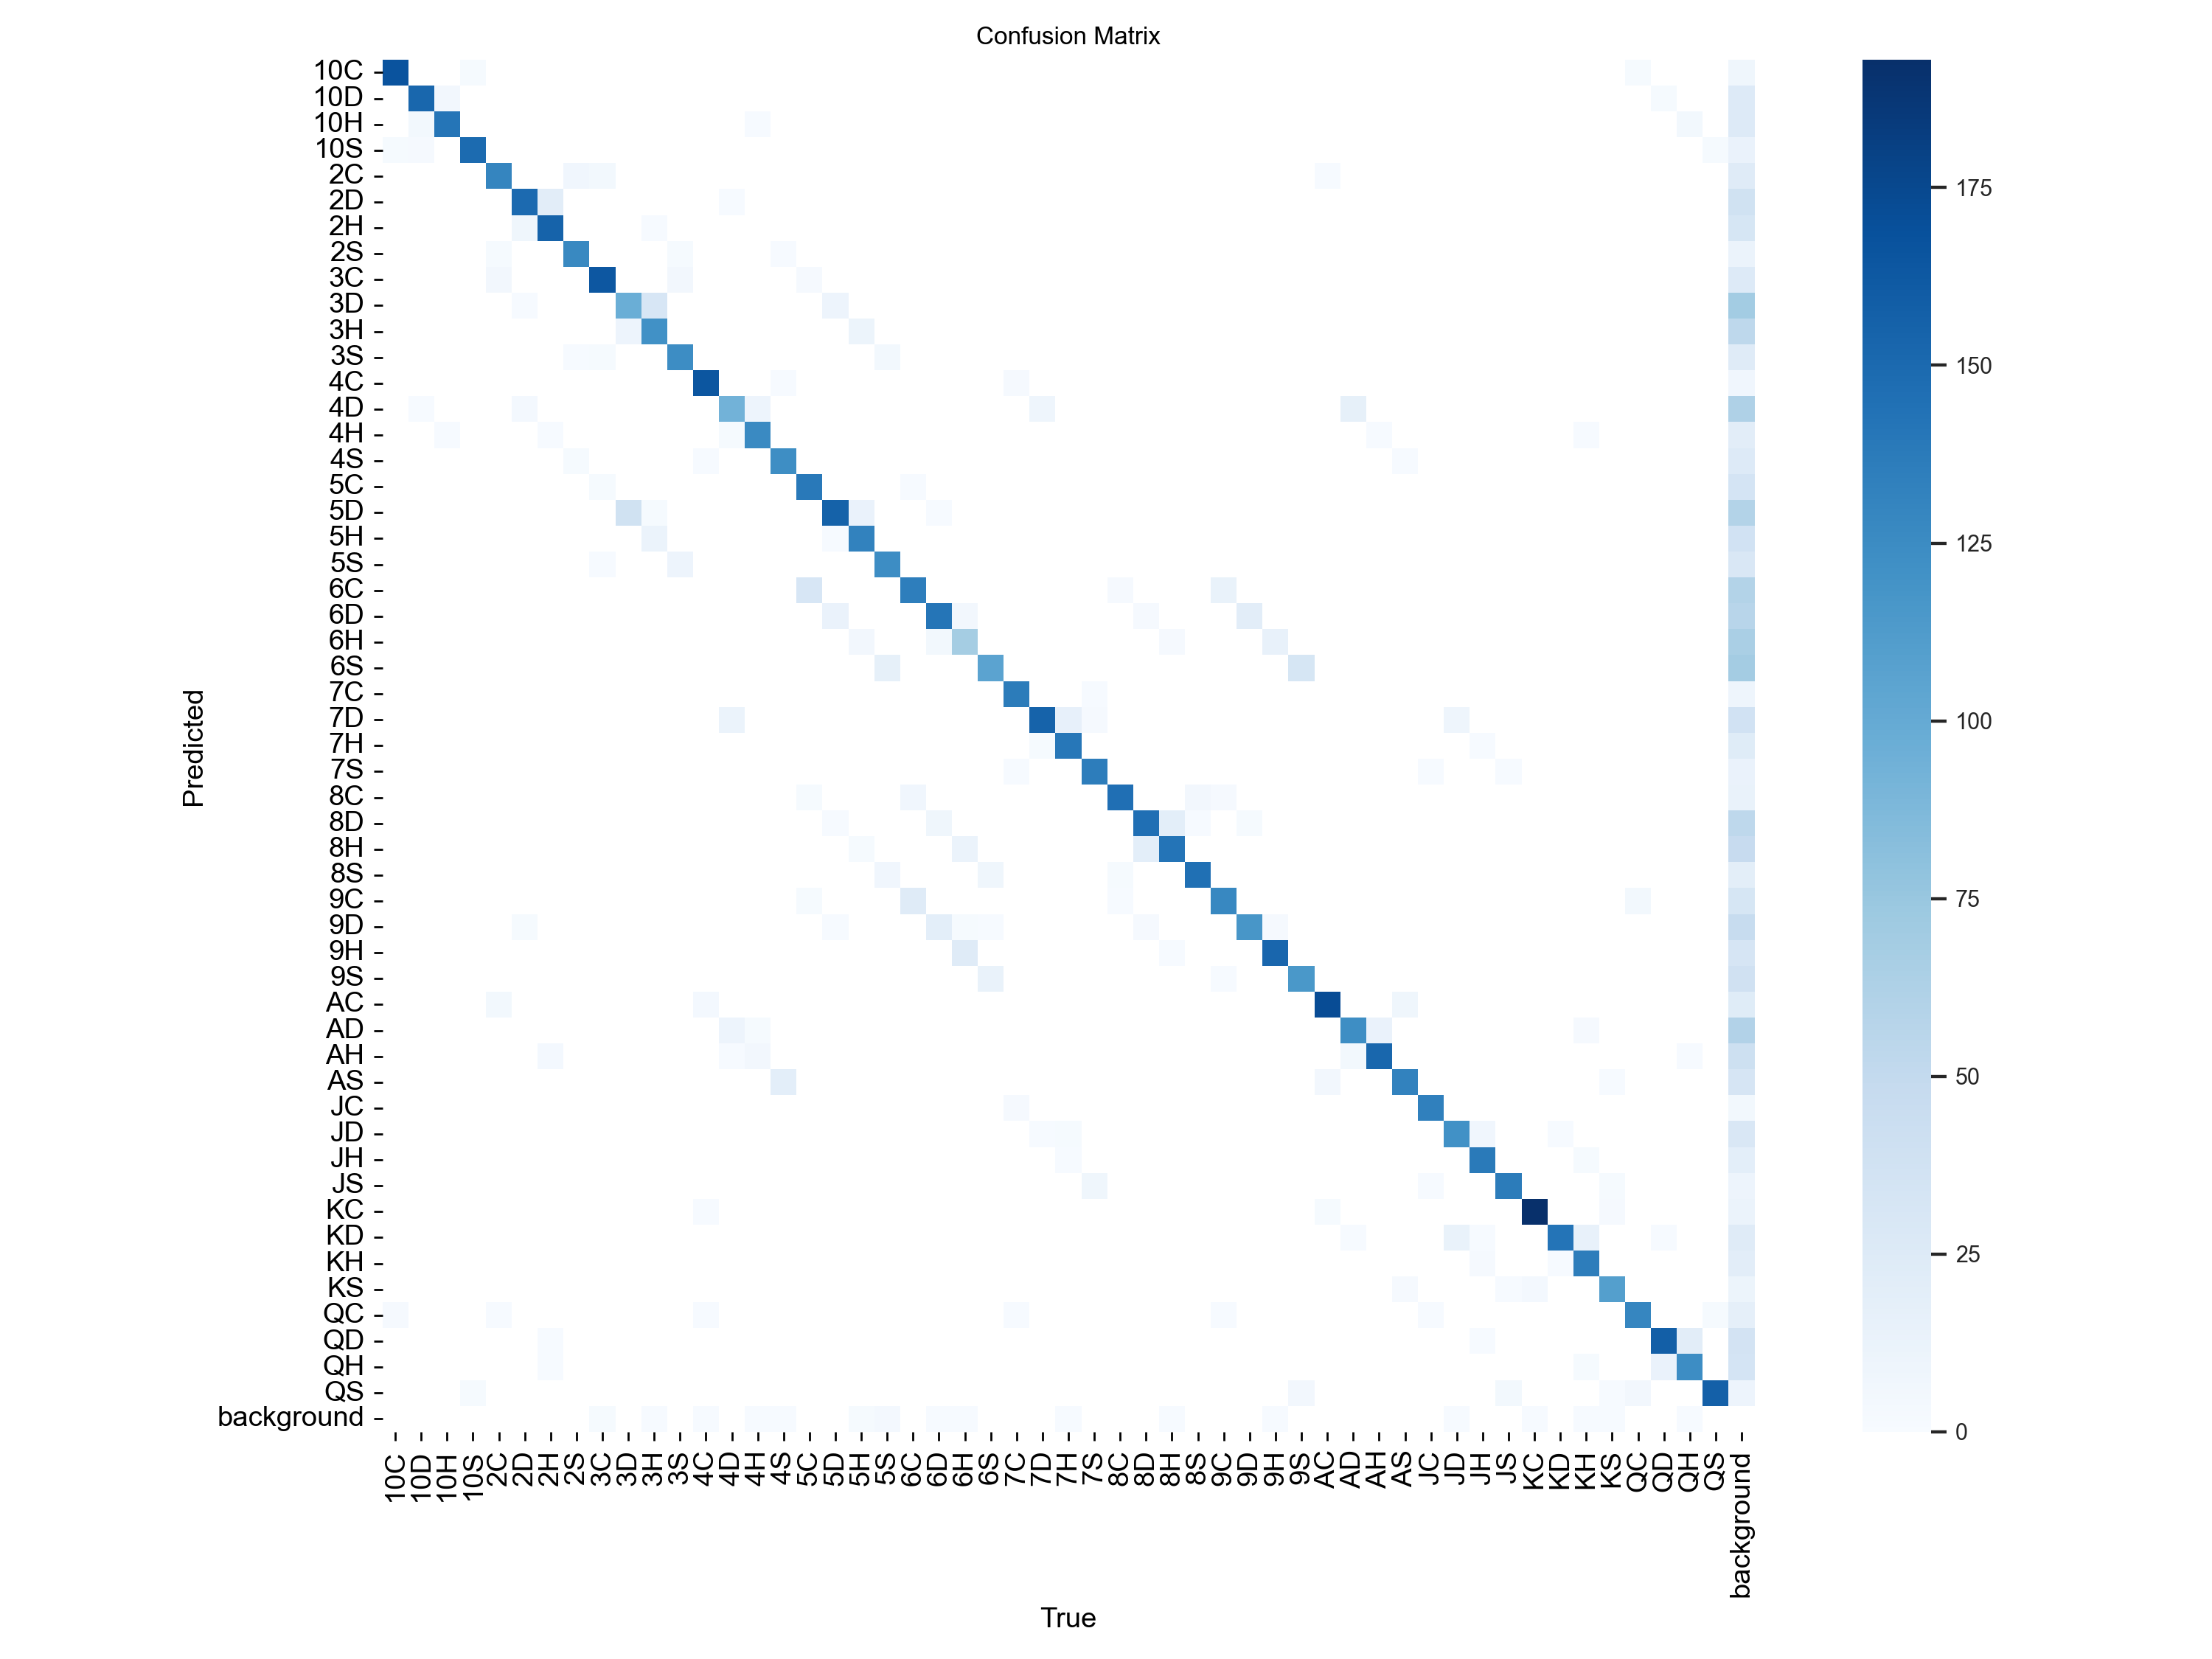 Confusion Matrix
10C
10D
10H
10S
2C
2D
2H
2S
3C
3D
3H
3S
4C
4D
4H
4S
5C
5D
5H
5S
6C
6D
6H
6S
7C
7D
7H
7S
8C
8D
8H
8S
9C
9D
9H
9S
AC
AD
AH
AS
JC
JD
JH
JS
KC
KD
KH
KS
QC
QD
QH
QS
background
Predicted
10C 10D 10H 10S 2C 2D 2H 2S 3C 3D 3H 3S 4C 4D 4H 4S 5C 5D 5H 5S 6C 6D 6H 6S 7C 7D 7H 7S 8C 8D 8H 8S 9C 9D 9H 9S AC AD AH AS JC JD JH JS KC KD KH KS QC QD QH QS background
True
175
150
125
100
75
50
25
0